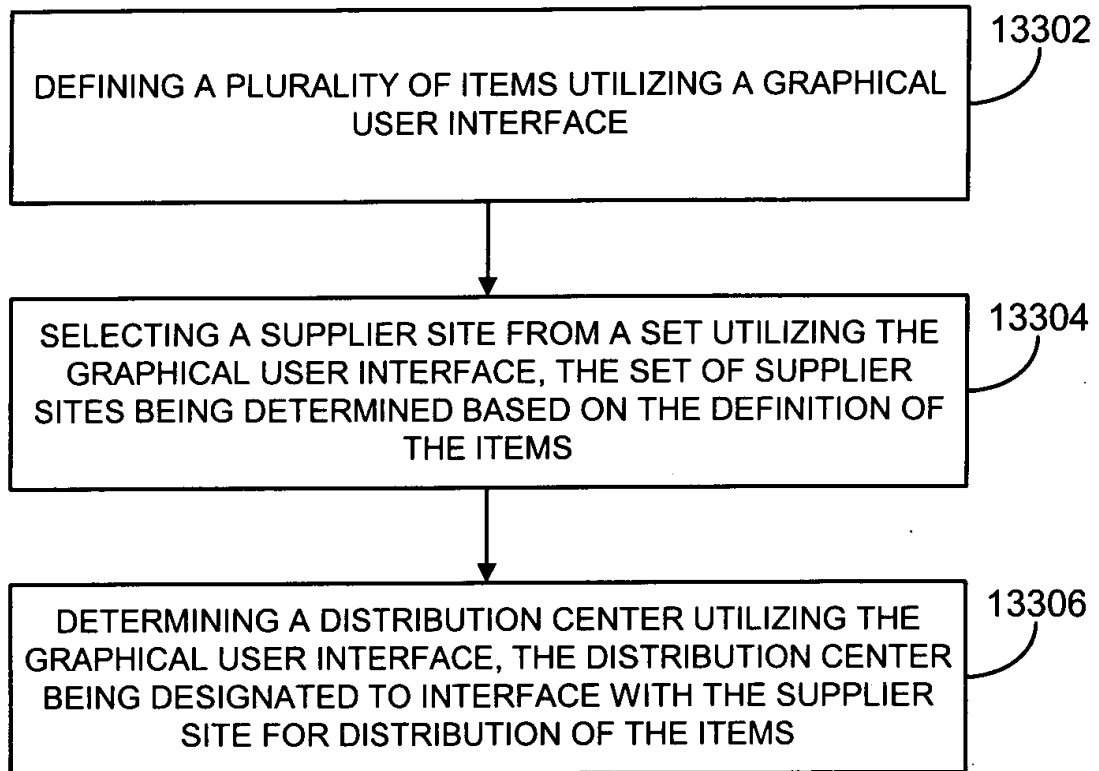 13302
DEFINING A PLURALITY OF ITEMS UTILIZING A GRAPHICAL
USER INTERFACE
13304
SELECTING A SUPPLIER SITE FROM A SET UTILIZING THE
GRAPHICAL USER INTERFACE, THE SET OF SUPPLIER
SITES BEING DETERMINED BASED ON THE DEFINITION OF
THE ITEMS
13306
DETERMINING A DISTRIBUTION CENTER UTILIZING THE
GRAPHICAL USER INTERFACE, THE DISTRIBUTION CENTER
BEING DESIGNATED TO INTERFACE WITH THE SUPPLIER
SITE FOR DISTRIBUTION OF THE ITEMS